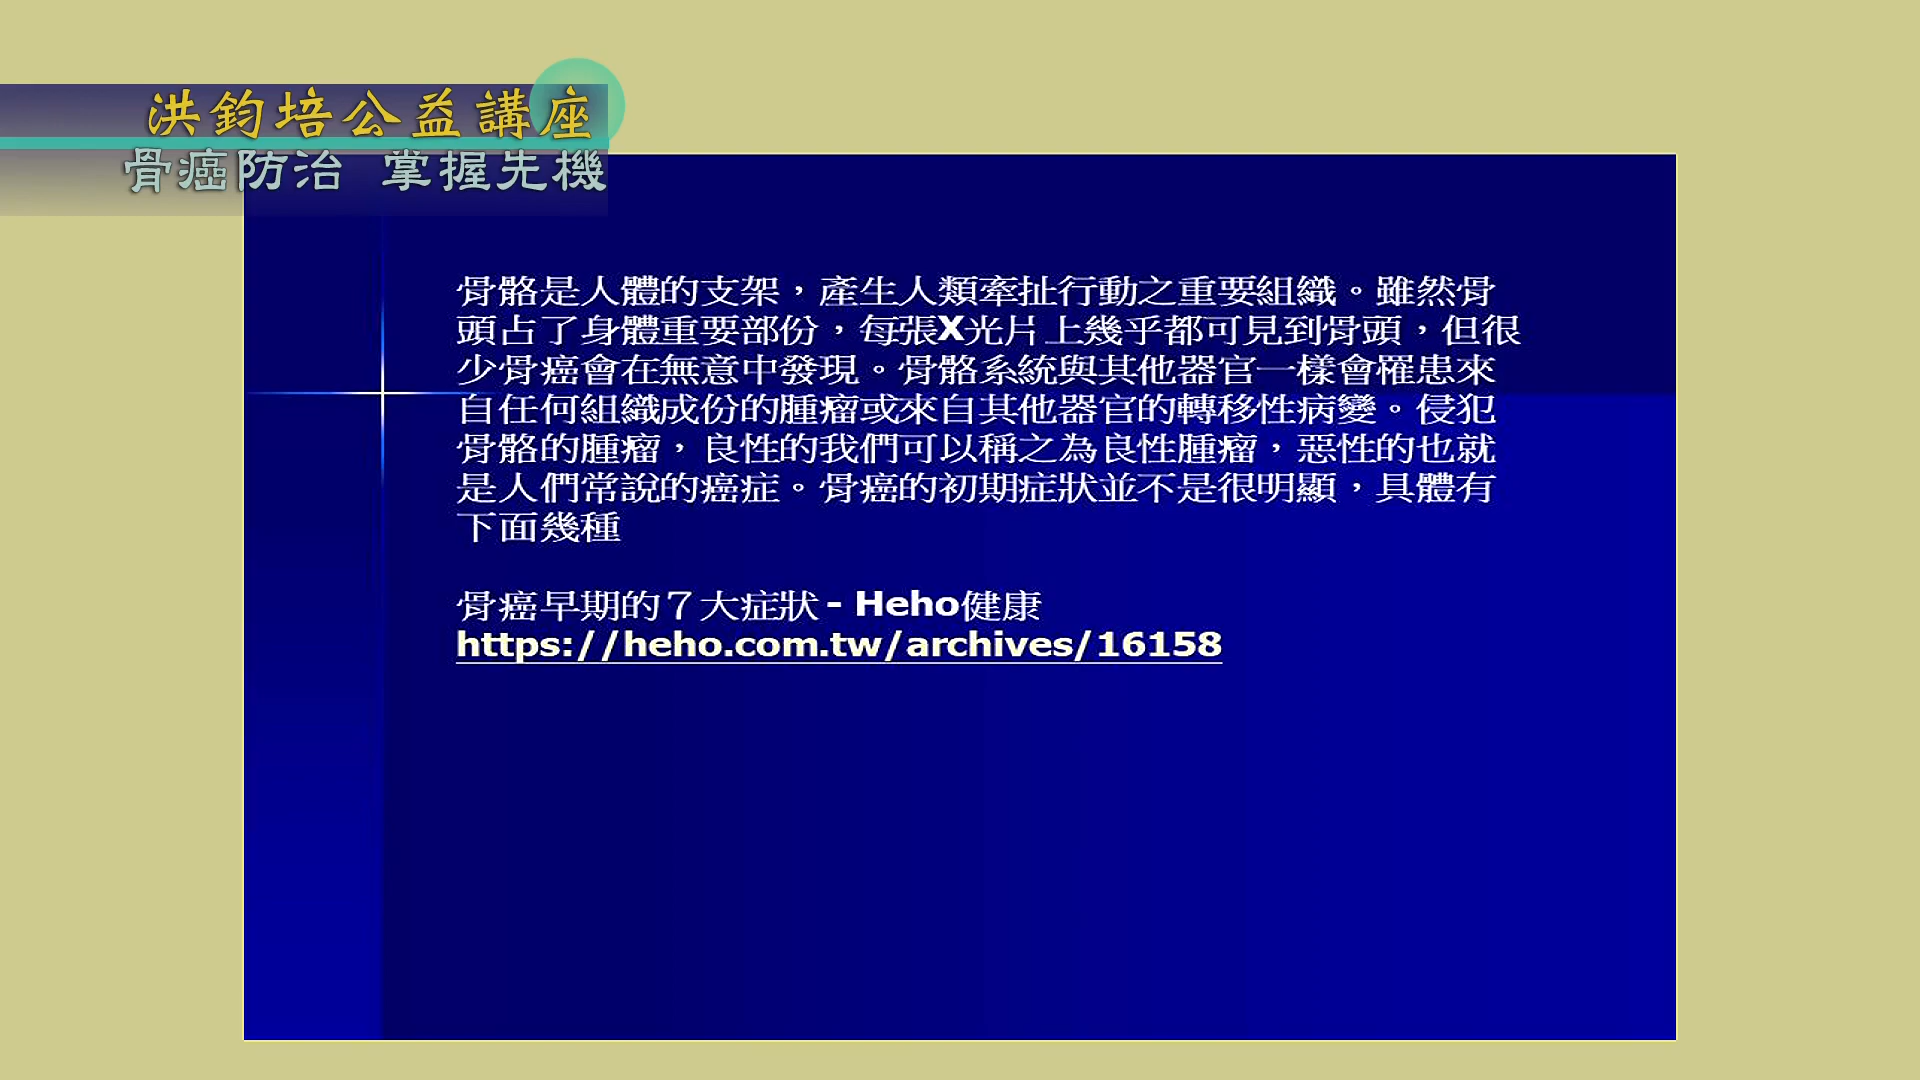 洪鈞培公益講座
骨癌防治 掌握先機
骨骼是人體的支架，產生人類牽扯行動之重要組織。雖然骨
頭占了身體重要部份，每張X光片上幾乎都可見到骨頭，但很
少骨癌會在無意中發現。骨骼系統與其他器官一樣會罹患來
自任何組織成份的腫瘤或來自其他器官的轉移性病變。侵犯
骨骼的腫瘤，良性的我們可以稱之為良性腫瘤，惡性的也就
是人們常說的癌症。骨癌的初期症狀並不是很明顯，具體有
下面幾種
骨癌早期的７大症狀 - Heho健康
https://heho.com.tw/archives/16158